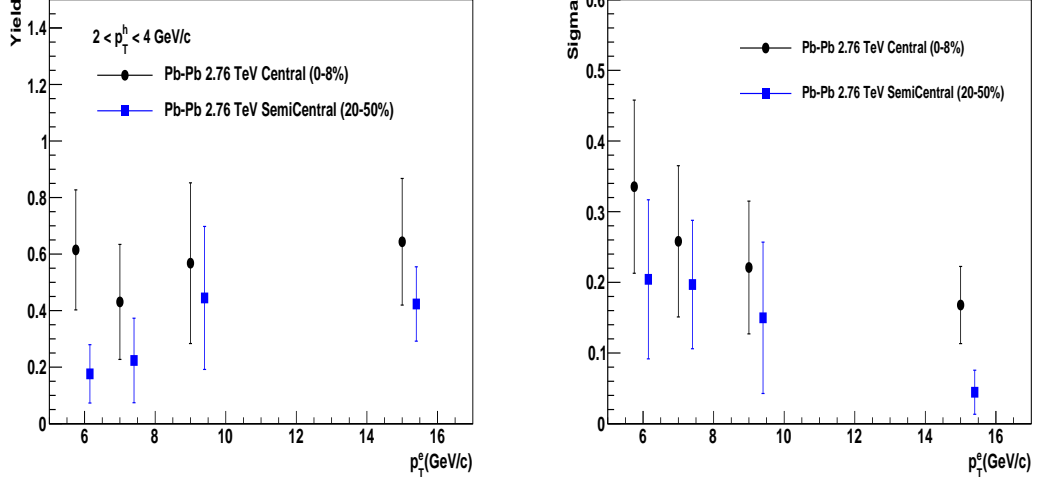 Yield
1.4
1.2
1
0.8
0.6
0.4
0.2
0
2 < p_T^h < 4 GeV/c
Pb-Pb 2.76 TeV Central (0-8%)
Pb-Pb 2.76 TeV SemiCentral (20-50%)
6 8 10 12 14 16
p_T^e(GeV/c)
Sigma
0.6
0.5
0.4
0.3
0.2
0.1
0
Pb-Pb 2.76 TeV Central (0-8%)
Pb-Pb 2.76 TeV SemiCentral (20-50%)
6 8 10 12 14 16
p_T^e(GeV/c)